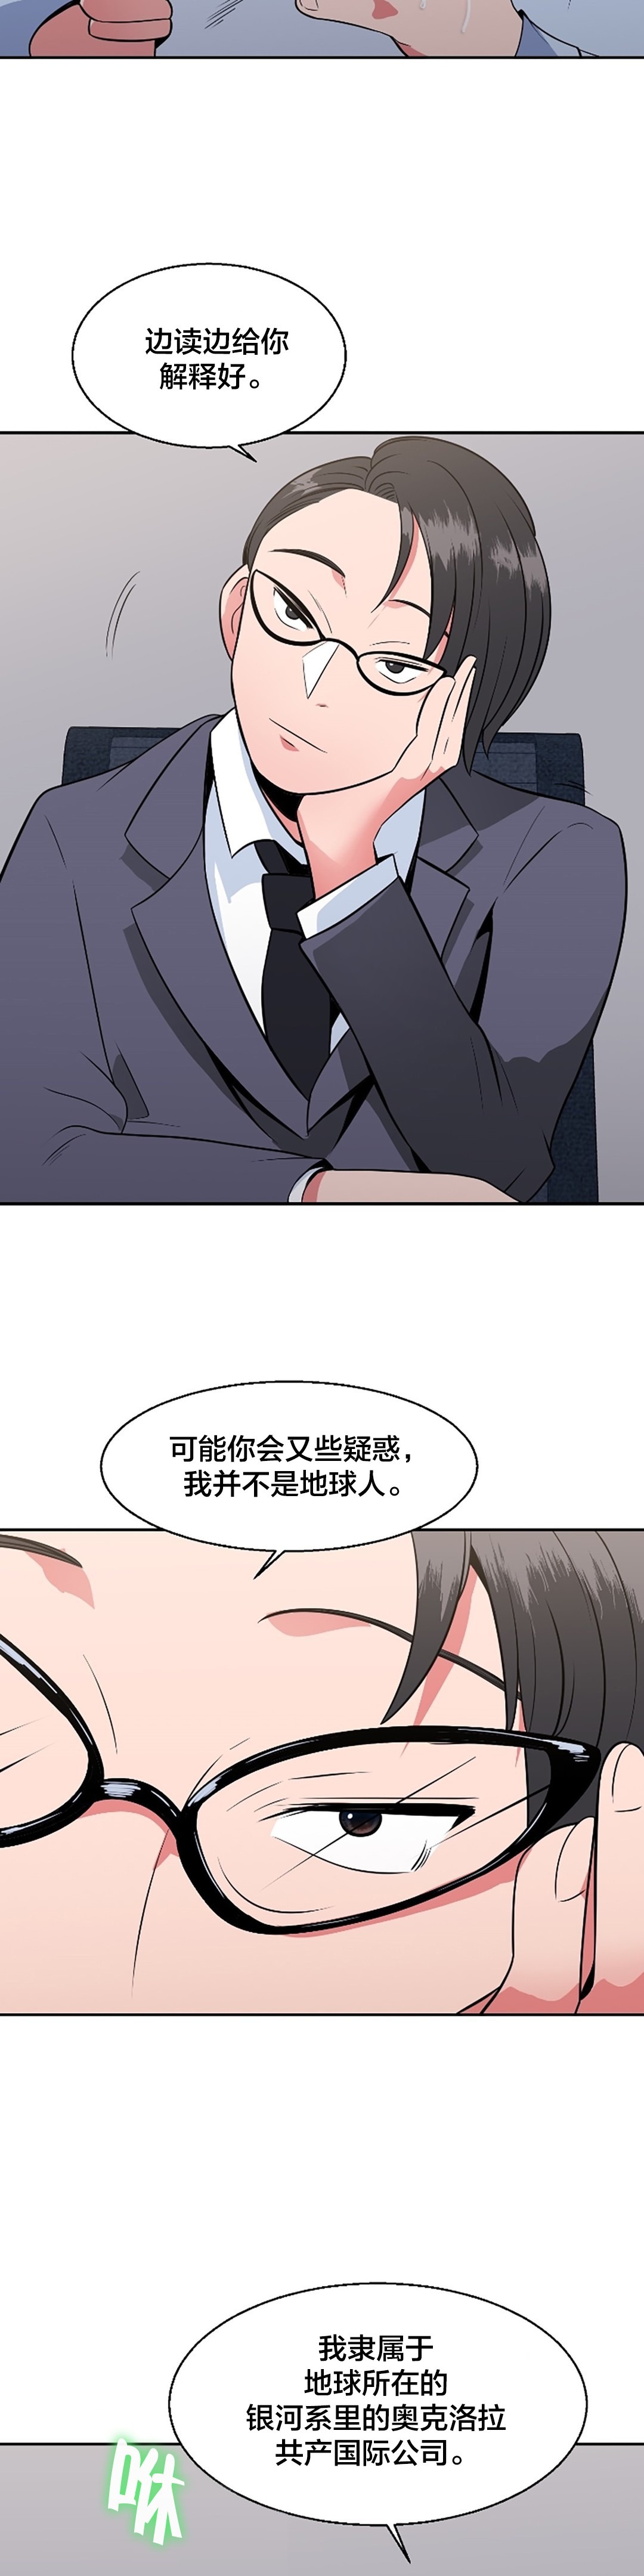 边读边给你
解释好。
可能你会又些疑惑，
我并不是地球人。
我隶属于
地球所在的
银河系里的奥克洛拉
共产国际公司。
咻